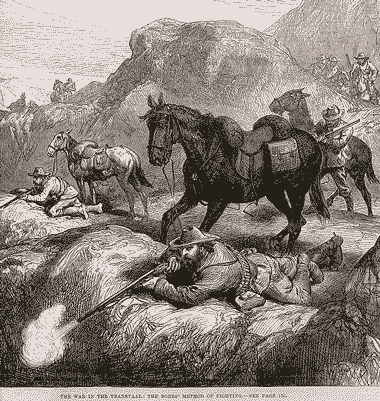 THE WAR IN THE TRANSVAAL: THE BOERS' METHOD OF FIGHTING.—SEE PAGE